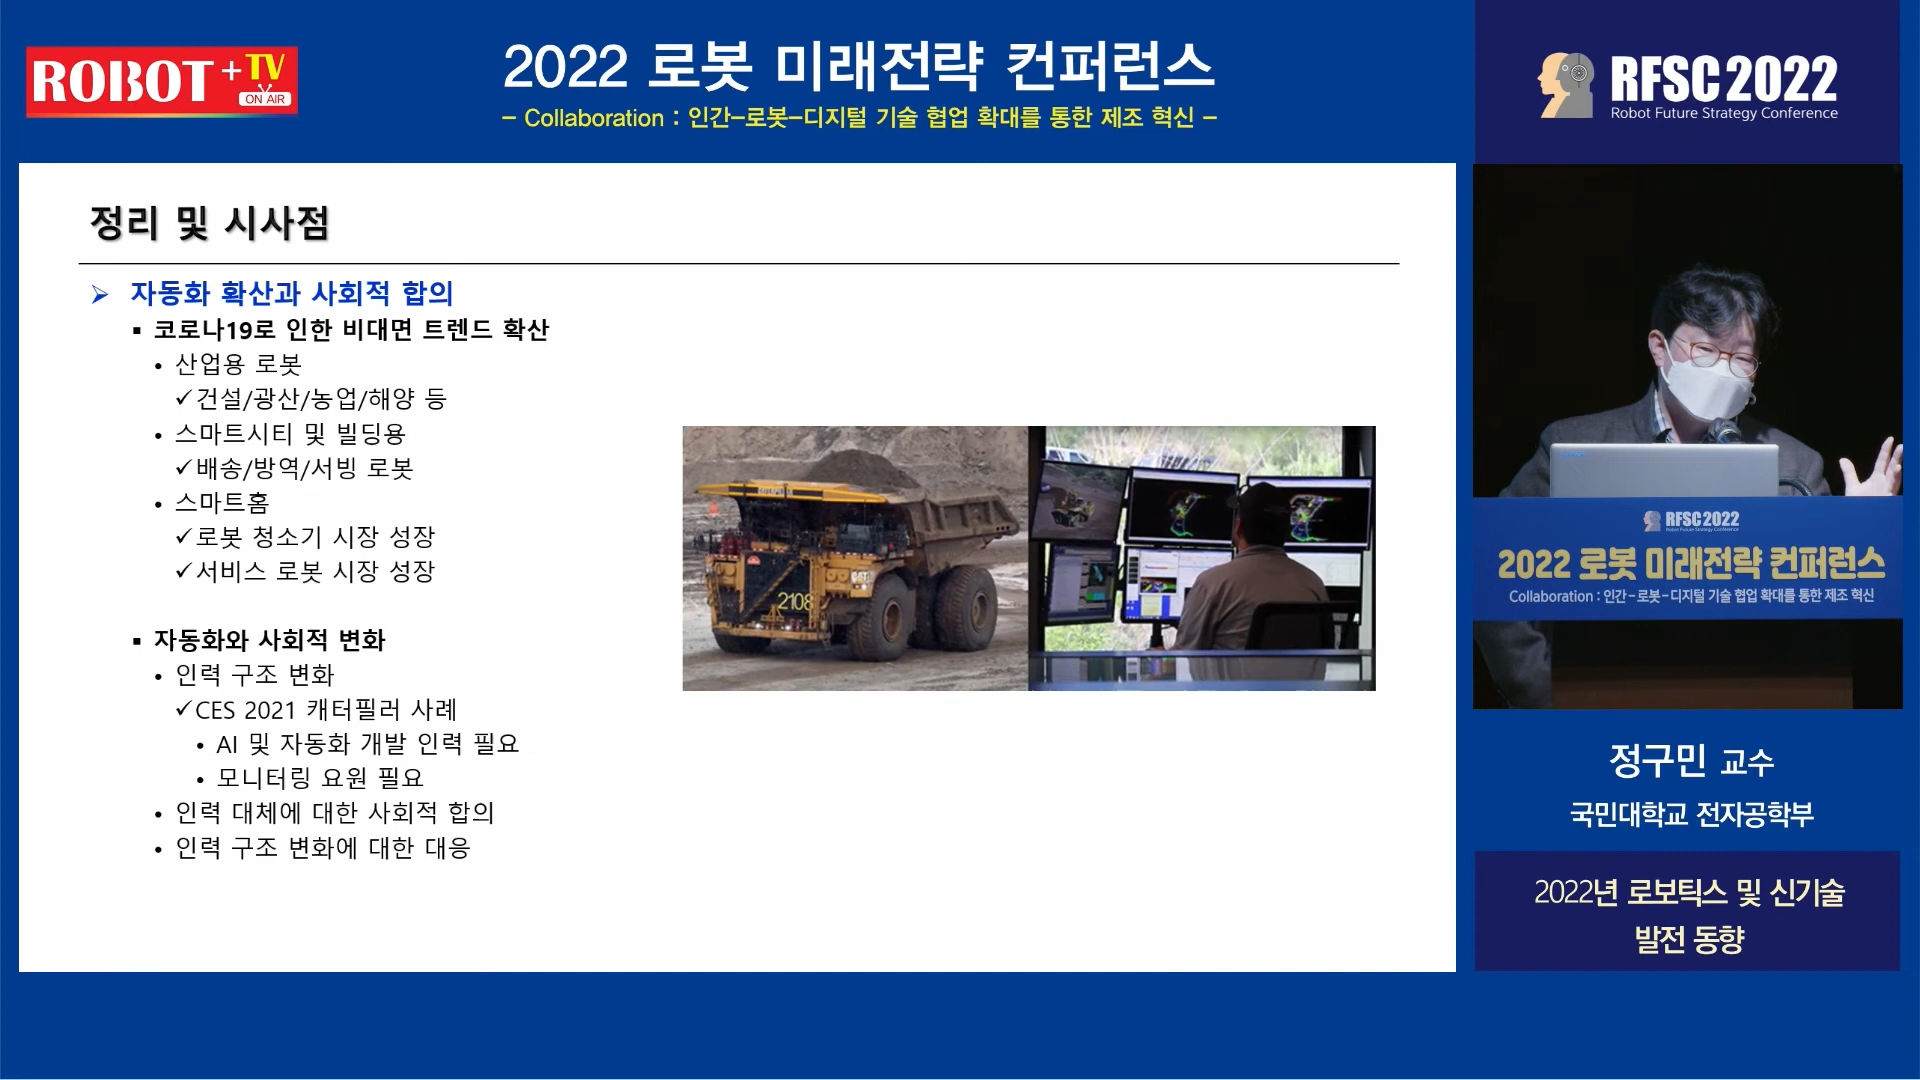 ROBOT+TV
ON AIR
2022 로봇 미래전략 컨퍼런스
– Collaboration : 인간–로봇–디지털 기술 협업 확대를 통한 제조 혁신 –
RFSC 2022
Robot Future Strategy Conference
정리 및 시사점
➢ 자동화 확산과 사회적 합의
▪ 코로나19로 인한 비대면 트렌드 확산
• 산업용 로봇
✓건설/광산/농업/해양 등
• 스마트시티 및 빌딩용
✓배송/방역/서빙 로봇
• 스마트홈
✓로봇 청소기 시장 성장
✓서비스 로봇 시장 성장
▪ 자동화와 사회적 변화
• 인력 구조 변화
✓CES 2021 캐터필러 사례
• AI 및 자동화 개발 인력 필요
• 모니터링 요원 필요
• 인력 대체에 대한 사회적 합의
• 인력 구조 변화에 대한 대응
CAT
2108
RFSC 2022
Robot Future Strategy Conference
2022 로봇 미래전략 컨퍼런스
Collaboration : 인간-로봇-디지털 기술 협업 확대를 통한 제조 혁신
정구민 교수
국민대학교 전자공학부
2022년 로보틱스 및 신기술
발전 동향